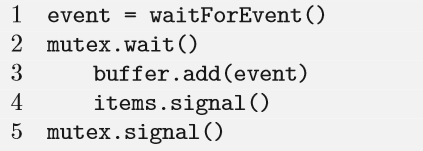 1 event = waitForEvent()
2 mutex.wait()
3     buffer.add(event)
4     items.signal()
5 mutex.signal()